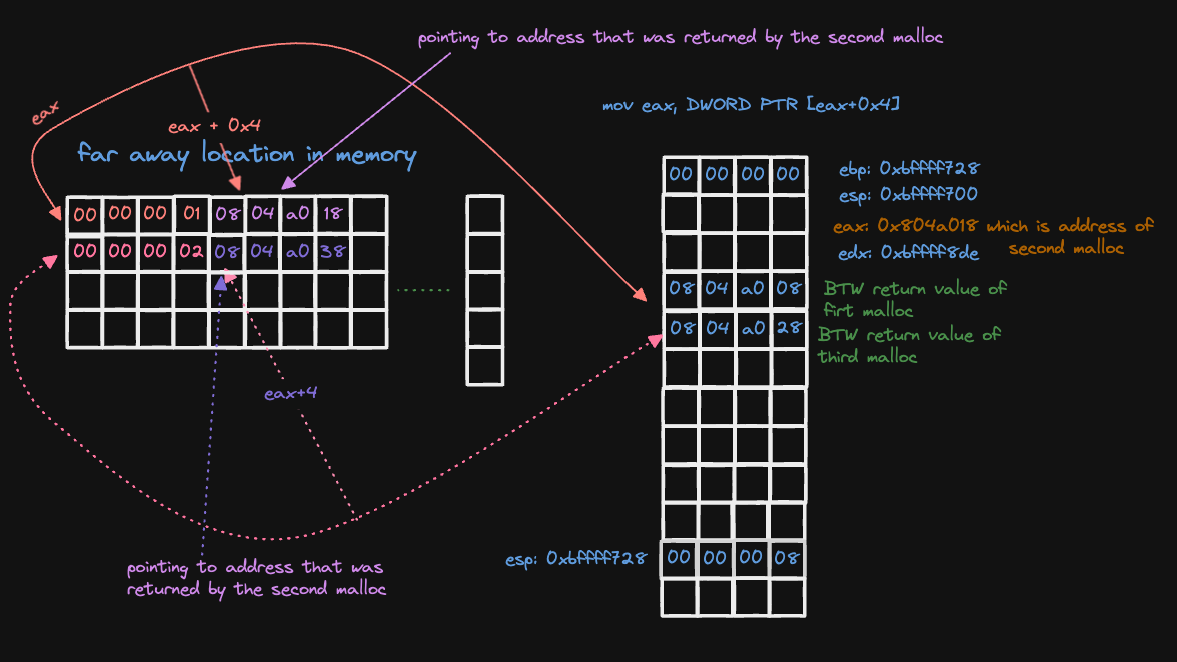 pointing to address that was returned by the second malloc
mov eax, DWORD PTR [eax+0x4]
eax
eax + 0x4
far away location in memory
00 00 00 01 08 04 a0 18
00 00 00 02 08 04 a0 38
eax+4
pointing to address that was
returned by the second malloc
00 00 00 00
ebp: 0xbffff728
esp: 0xbffff700
eax: 0x804a018 which is address of
second malloc
edx: 0xbffff8de
08 04 a0 08
BTW return value of
firt malloc
08 04 a0 28
BTW return value of
third malloc
esp: 0xbffff728
00 00 00 08